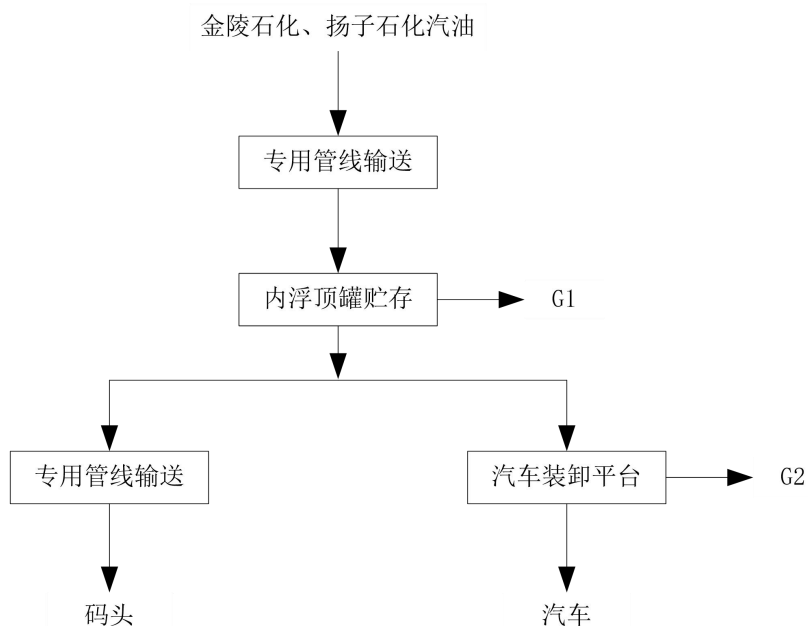 金陵石化、扬子石化汽油
专用管线输送
内浮顶罐贮存
G1
专用管线输送
汽车装卸平台
G2
码头
汽车